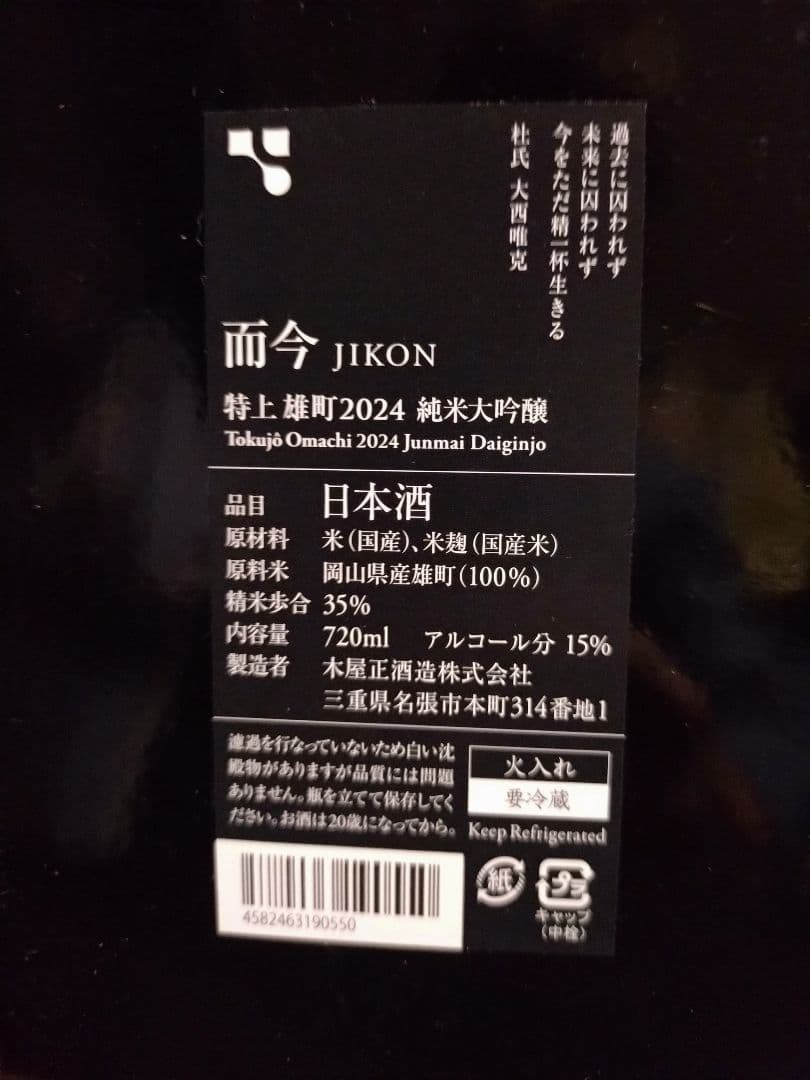 過去に囚われず
未来に囚われず
今をただ精一杯生きる
杜氏 大西唯克
而今 JIKON
特上 雄町2024 純米大吟醸
Tokujô Omachi 2024 Junmai Daiginjo
品目 日本酒
原材料 米(国産)、米麹(国産米)
原料米 岡山県産雄町(100%)
精米歩合 35%
内容量 720ml アルコール分 15%
製造者 木屋正酒造株式会社
三重県名張市本町314番地1
濾過を行なっていないため白い沈
殿物がありますが品質には問題
ありません。瓶を立てて保存してく
ださい。お酒は20歳になってから。
火入れ
要冷蔵
Keep Refrigerated
4582463190550
紙
プラ
キャップ
(中栓)